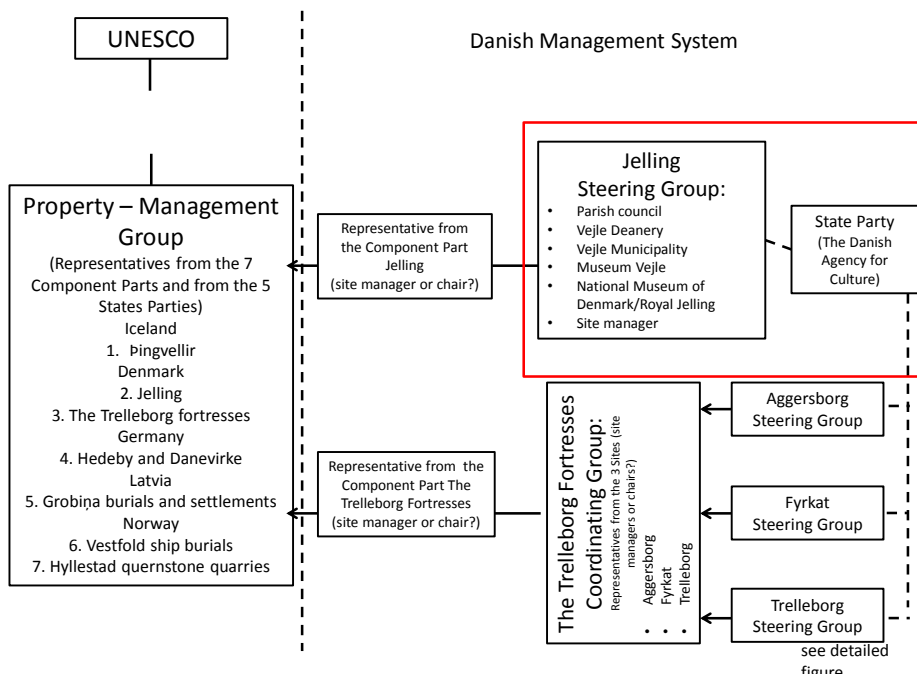 UNESCO
Danish Management System
Property – Management
Group
(Representatives from the 7
Component Parts and from the 5
States Parties)
Iceland
1. Þingvellir
Denmark
2. Jelling
3. The Trelleborg fortresses
Germany
4. Hedeby and Danevirke
Latvia
5. Grobiņa burials and settlements
Norway
6. Vestfold ship burials
7. Hyllestad quernstone quarries
Representative from
the Component Part
Jelling
(site manager or chair?)
Jelling
Steering Group:
• Parish council
• Vejle Deanery
• Vejle Municipality
• Museum Vejle
• National Museum of
Denmark/Royal Jelling
• Site manager
State Party
(The Danish
Agency for
Culture)
Representative from the
Component Part The
Trelleborg Fortresses
(site manager or chair?)
The Trelleborg Fortresses
Coordinating Group:
Representatives from the 3 Sites (site
managers or chairs?)
• Aggersborg
• Fyrkat
• Trelleborg
Aggersborg
Steering Group
Fyrkat
Steering Group
Trelleborg
Steering Group
see detailed
figure